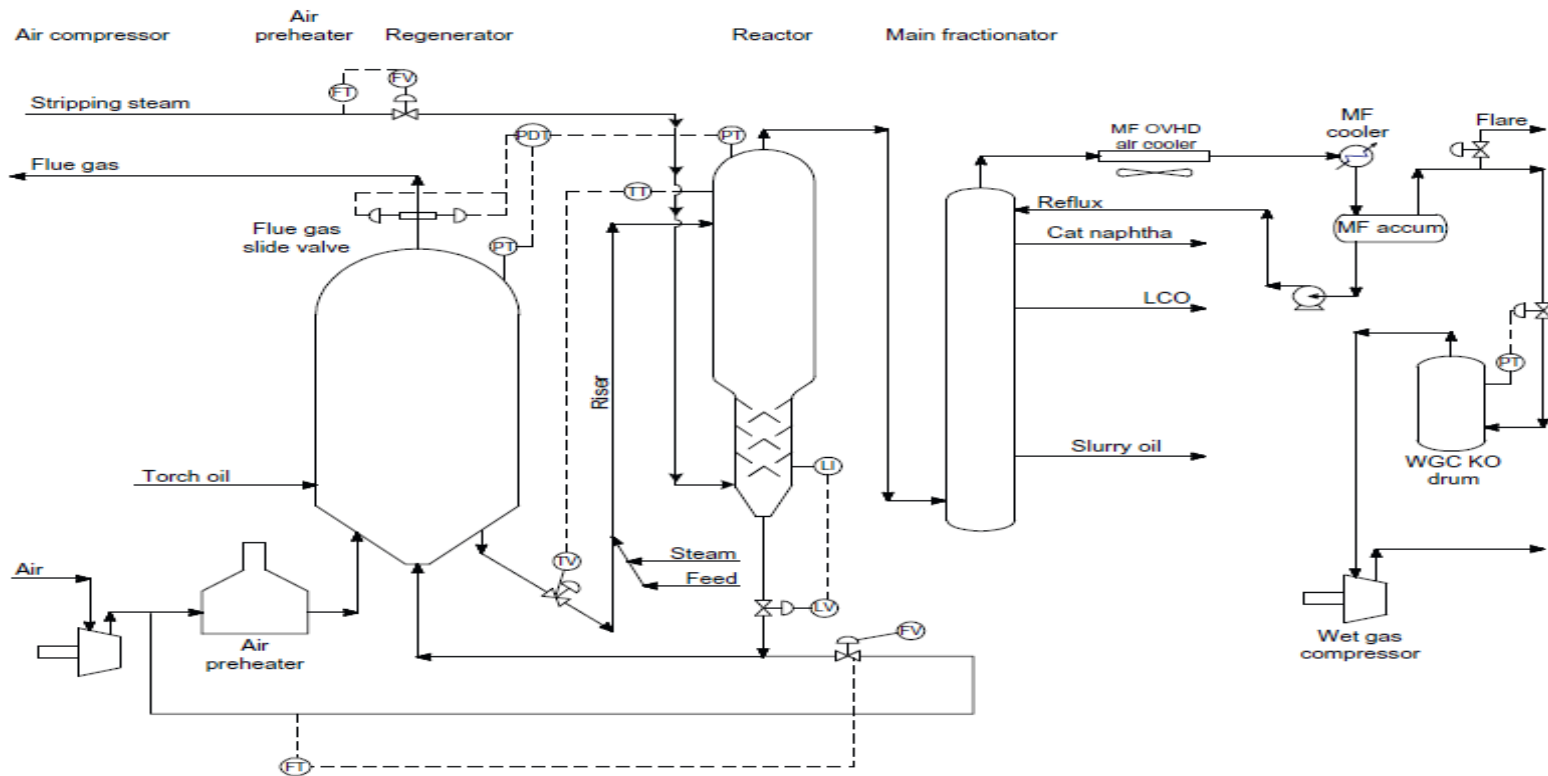 Air compressor
Air
preheater
Regenerator
Reactor
Main fractionator
Stripping steam
FT
FV
PDT
PT
MF OVHD
air cooler
MF
cooler
Flare
Flue gas
TT
Flue gas
slide valve
PT
Reflux
MF accum
Cat naphtha
LCO
Riser
PT
Torch oil
LI
Slurry oil
WGC KO
drum
Air
TV
Steam
Feed
LV
FV
Air
preheater
Wet gas
compressor
FT